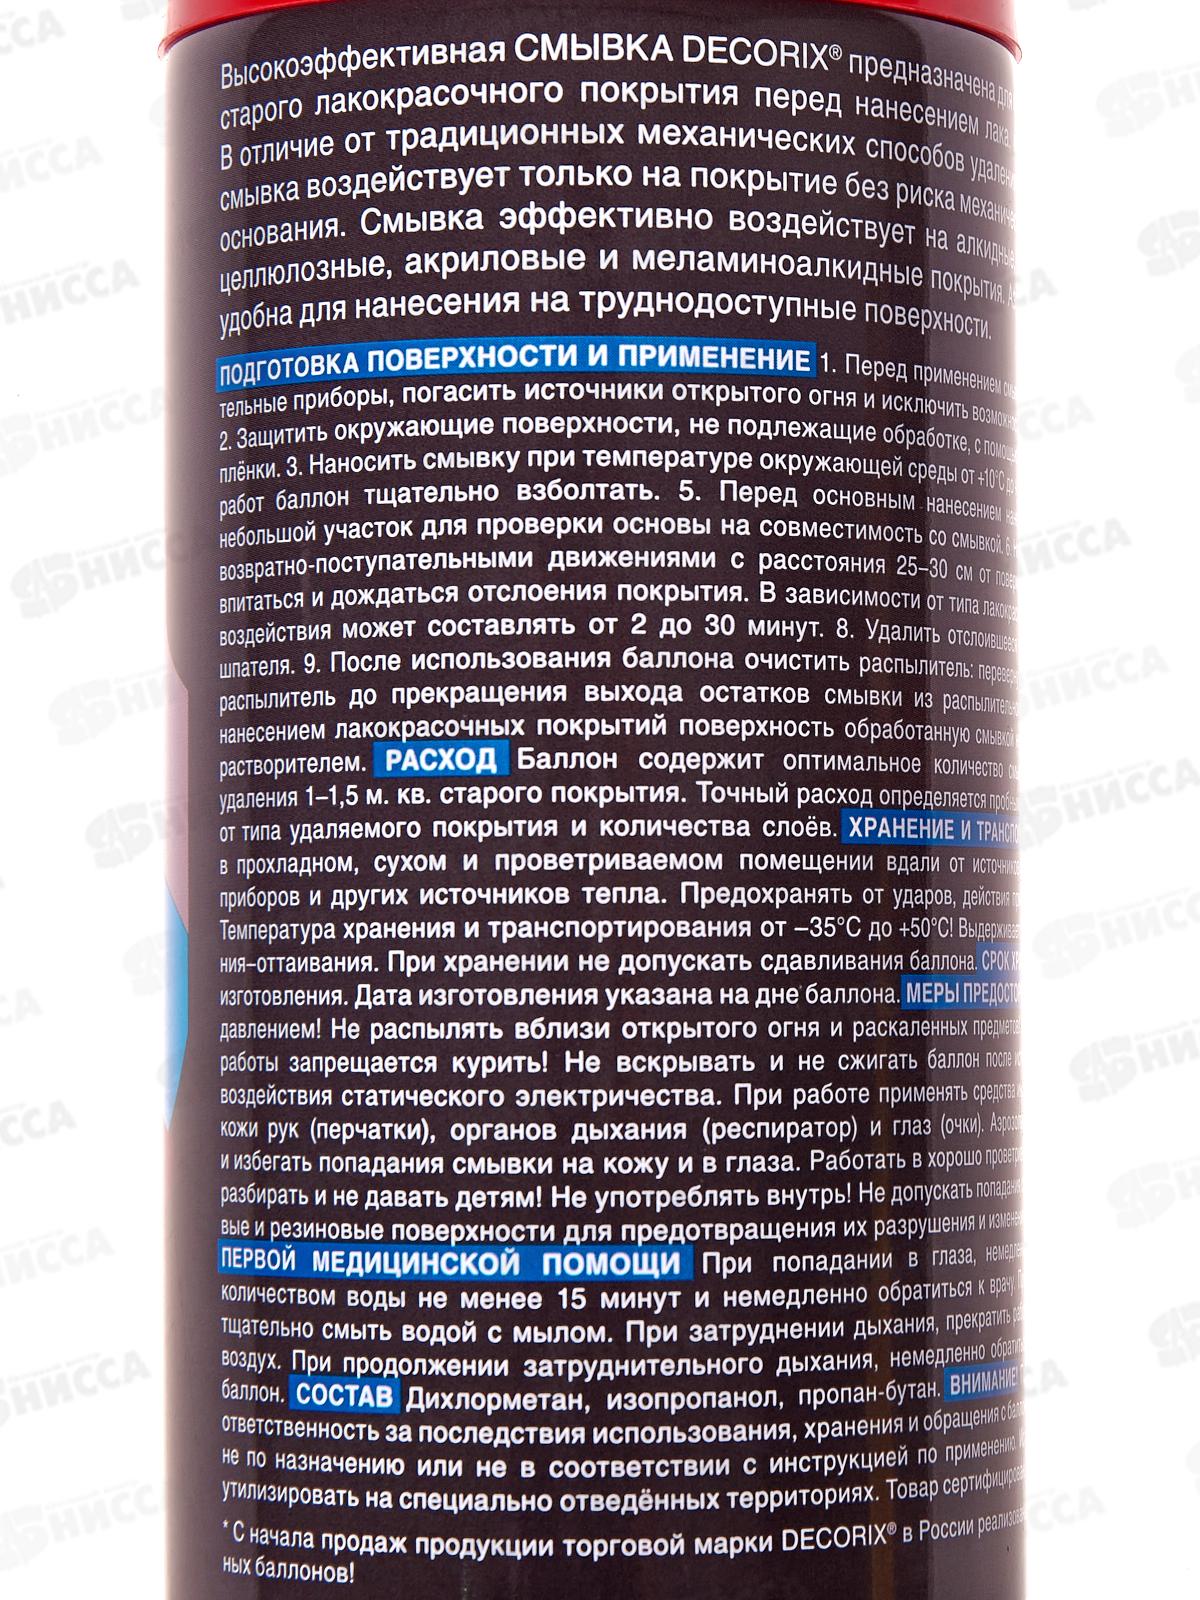 Высокоэффективная СМЫВКА DECORIX® предназначена для
старого лакокрасочного покрытия перед нанесением лака.
В отличие от традиционных механических способов
смывка воздействует только на покрытие без риска
основания. Смывка эффективно воздействует на алкидные,
целлюлозные, акриловые и меламиноалкидные покрытия.
удобна для нанесения на труднодоступные поверхности.
ПОДГОТОВКА ПОВЕРХНОСТИ И ПРИМЕНЕНИЕ 1. Перед применением
тельные приборы, погасить источники открытого огня и исключить
2. Защитить окружающие поверхности, не подлежащие обработке, с
плёнки. 3. Наносить смывку при температуре окружающей среды от +10°C
работ баллон тщательно взболтать. 5. Перед основным нанесением
небольшой участок для проверки основы на совместимость со смывкой. 6.
возвратно-поступательными движениями с расстояния 25–30 см от
впитаться и дождаться отслоения покрытия. В зависимости от типа
воздействия может составлять от 2 до 30 минут. 8. Удалить
шпателя. 9. После использования баллона очистить распылитель:
распылитель до прекращения выхода остатков смывки из
нанесением лакокрасочных покрытий поверхность обработанную смывкой
растворителем. РАСХОД Баллон содержит оптимальное количество
удаления 1–1,5 м. кв. старого покрытия. Точный расход определяется
от типа удаляемого покрытия и количества слоёв. ХРАНЕНИЕ И
в прохладном, сухом и проветриваемом помещении вдали от
приборов и других источников тепла. Предохранять от ударов, действия
Температура хранения и транспортирования от –35°C до +50°C!
ния–оттаивания. При хранении не допускать сдавливания баллона. СРОК
изготовления. Дата изготовления указана на дне баллона. МЕРЫ
давлением! Не распылять вблизи открытого огня и раскаленных
работы запрещается курить! Не вскрывать и не сжигать баллон после
воздействия статического электричества. При работе применять средства
кожи рук (перчатки), органов дыхания (респиратор) и глаз (очки).
и избегать попадания смывки на кожу и в глаза. Работать в хорошо
разбирать и не давать детям! Не употреблять внутрь! Не допускать
вые и резиновые поверхности для предотвращения их разрушения и
ПЕРВОЙ МЕДИЦИНСКОЙ ПОМОЩИ При попадании в глаза,
количеством воды не менее 15 минут и немедленно обратиться к врачу.
тщательно смыть водой с мылом. При затруднении дыхания, прекратить
воздух. При продолжении затруднительного дыхания, немедленно
баллон. СОСТАВ Дихлорметан, изопропанол, пропан-бутан. ВНИМАНИЕ!
ответственность за последствия использования, хранения и обращения с
не по назначению или не в соответствии с инструкцией по применению.
утилизировать на специально отведённых территориях. Товар
* С начала продаж продукции торговой марки DECORIX® в России
ных баллонов!
НИССА